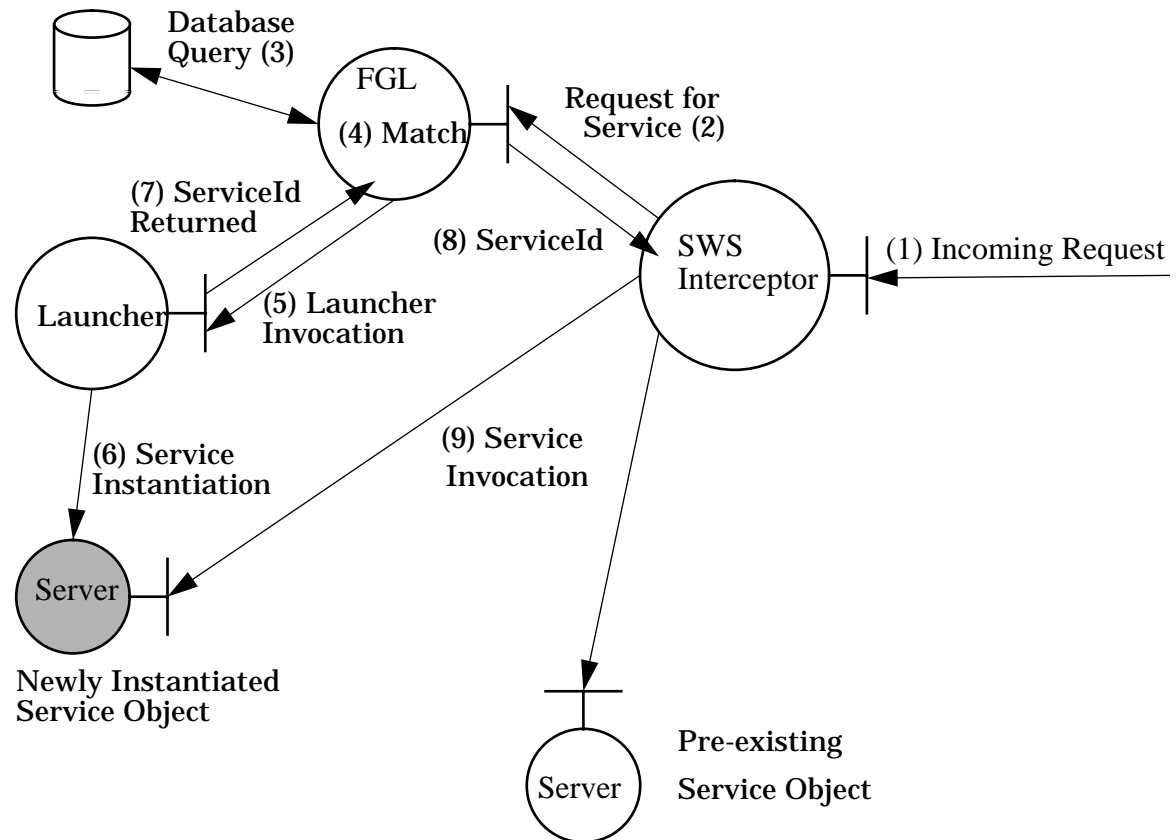 Database
Query (3)
FGL
(4) Match
Request for
Service (2)
(7) ServiceId
Returned
(8) ServiceId
SWS
Interceptor
(1) Incoming Request
Launcher
(5) Launcher
Invocation
(6) Service
Instantiation
(9) Service
Invocation
Server
Newly Instantiated
Service Object
Server
Pre-existing
Service Object